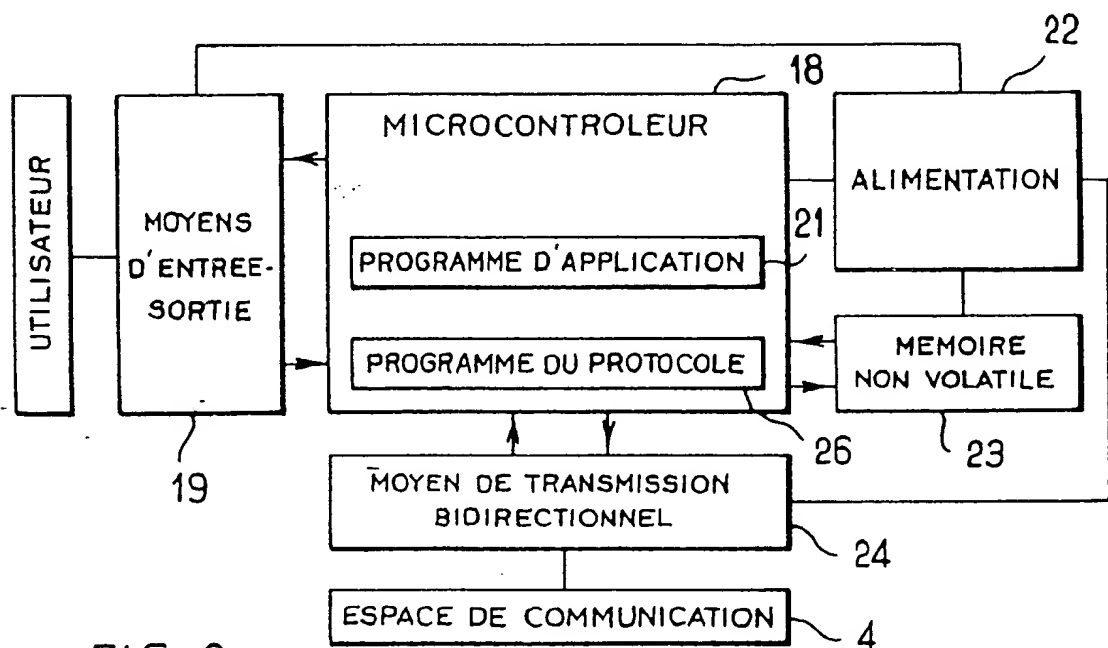 22
18
MICROCONTROLEUR
UTILISATEUR
MOYENS
D'ENTREE-
SORTIE
ALIMENTATION
21
PROGRAMME D'APPLICATION
PROGRAMME DU PROTOCOLE
MEMOIRE
NON VOLATILE
19
26
23
MOYEN DE TRANSMISSION
BIDIRECTIONNEL
24
ESPACE DE COMMUNICATION
4